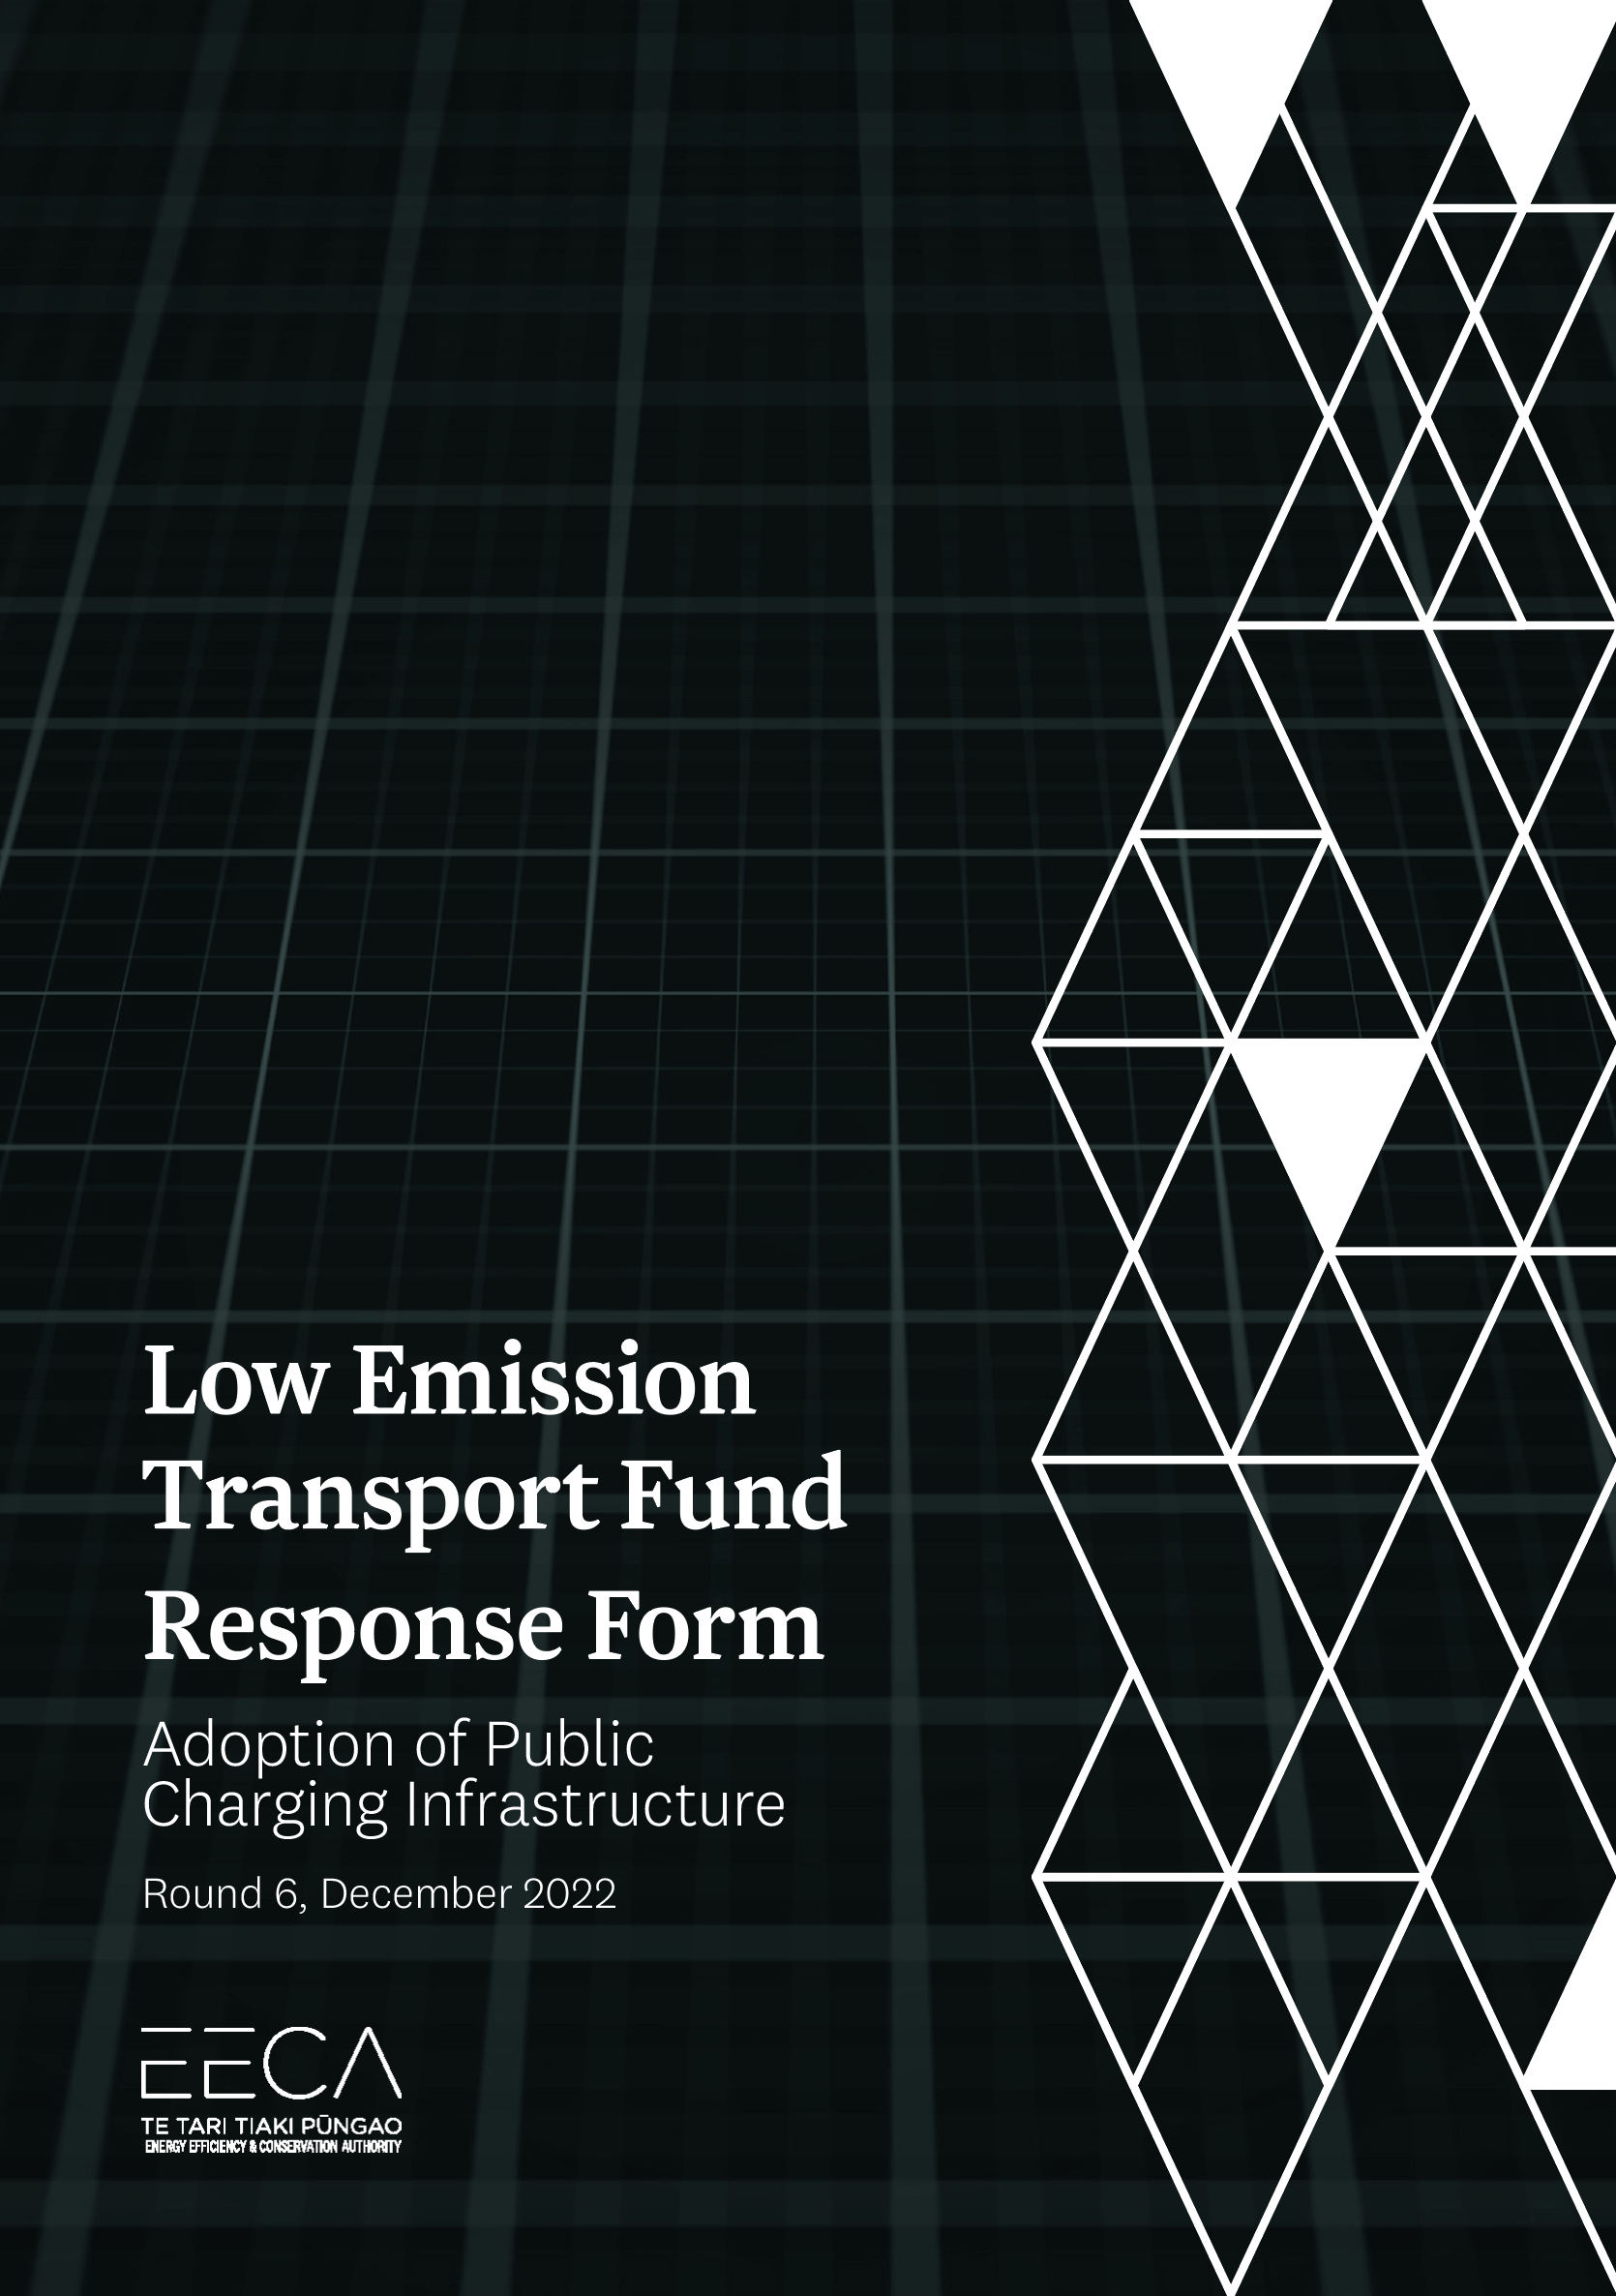 Low Emission
Transport Fund
Response Form
Adoption of Public
Charging Infrastructure
Round 6, December 2022
EECA
TE TARI TIAKI PŪNGAO
ENERGY EFFICIENCY & CONSERVATION AUTHORITY